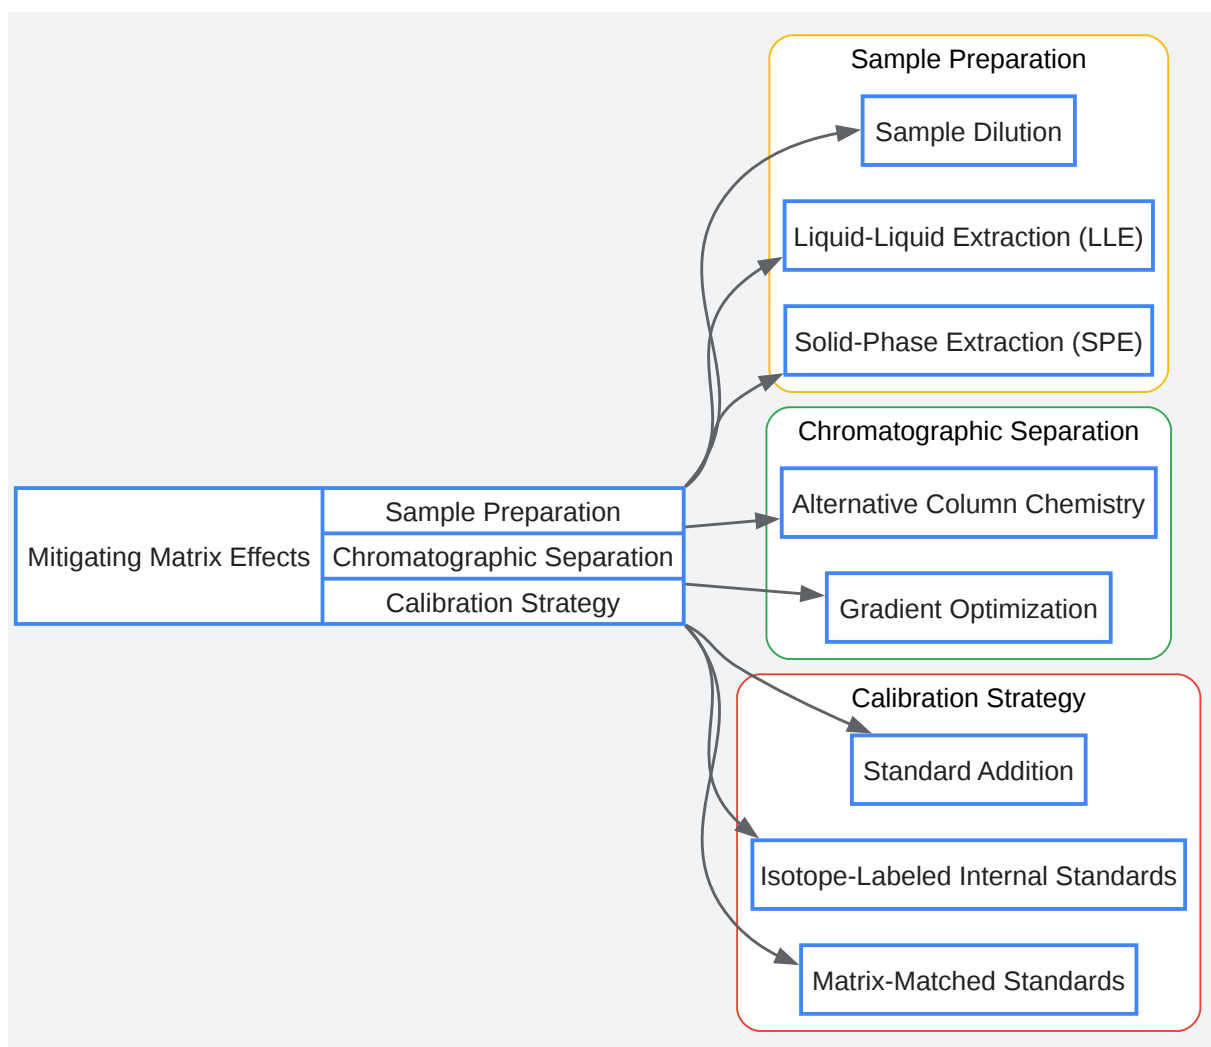 Mitigating Matrix Effects
Sample Preparation
Chromatographic Separation
Calibration Strategy
Sample Preparation
Sample Dilution
Liquid-Liquid Extraction (LLE)
Solid-Phase Extraction (SPE)
Chromatographic Separation
Alternative Column Chemistry
Gradient Optimization
Calibration Strategy
Standard Addition
Isotope-Labeled Internal Standards
Matrix-Matched Standards